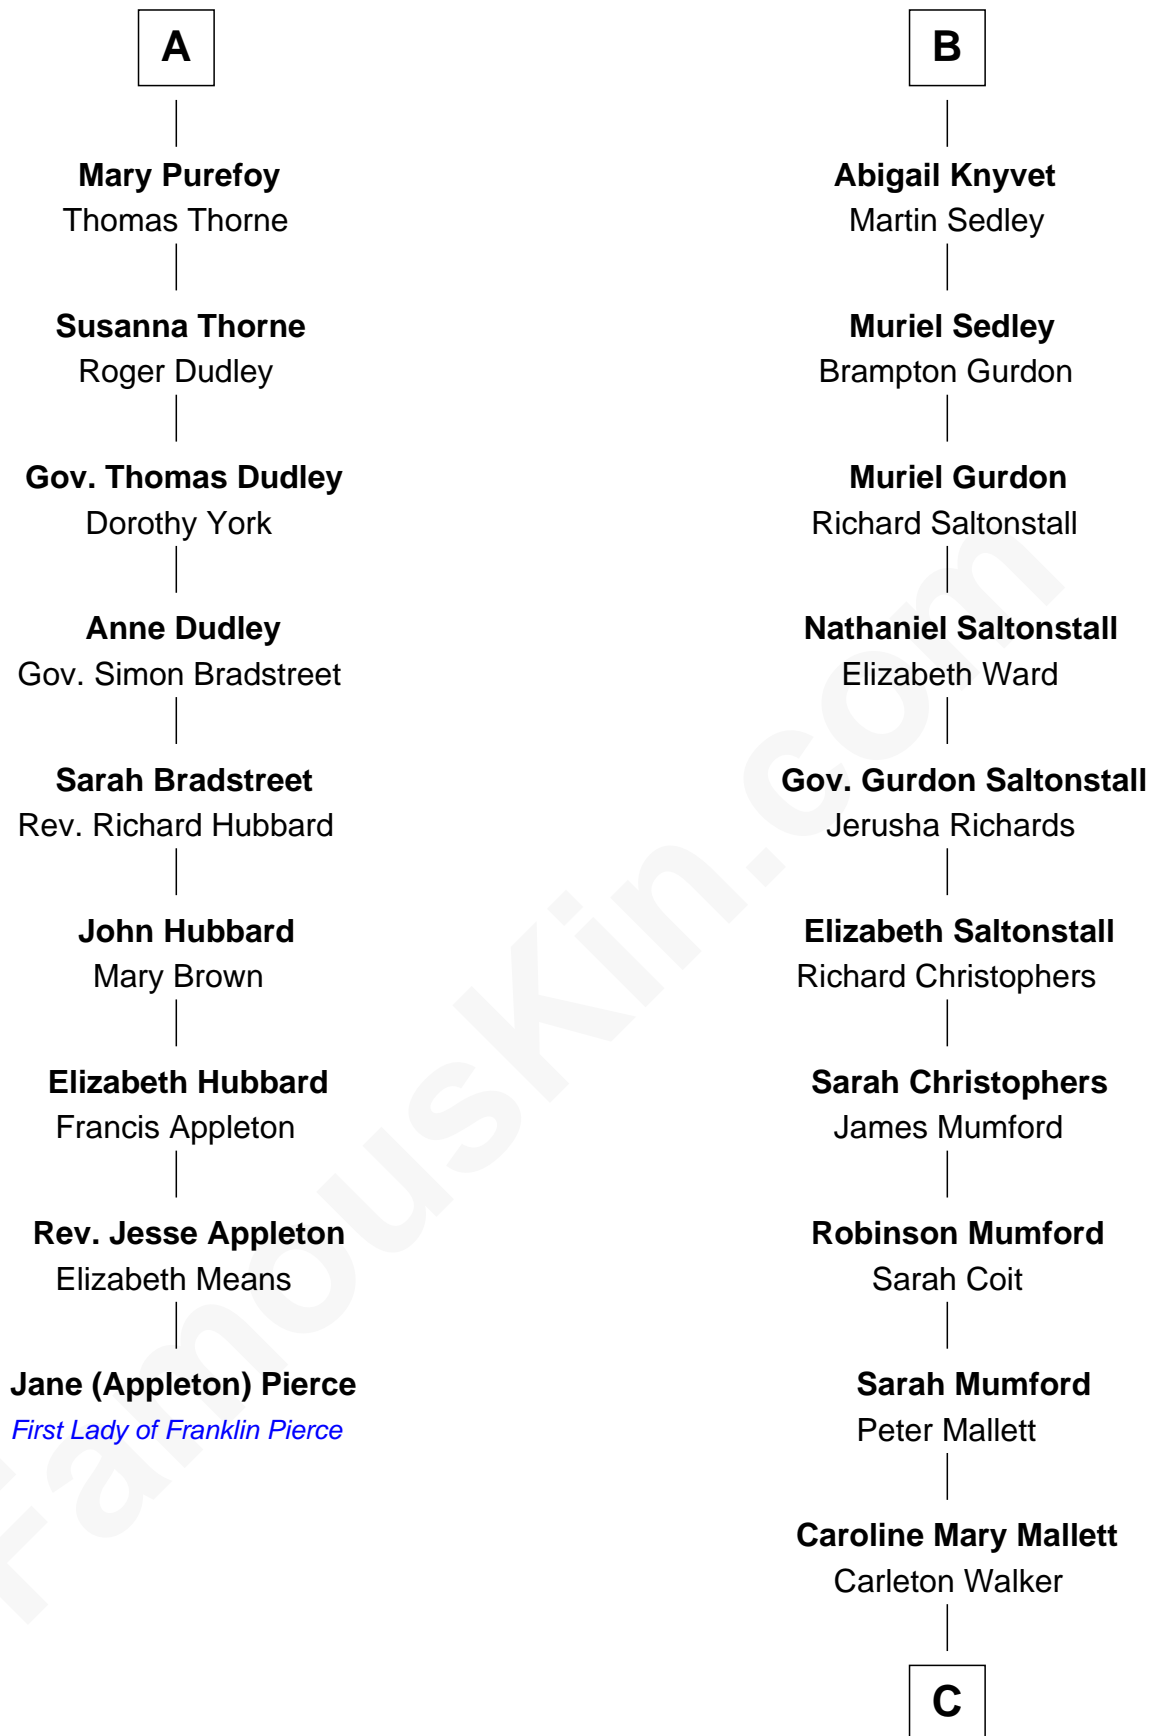 A
Mary Purefoy
Thomas Thorne
Susanna Thorne
Roger Dudley
Gov. Thomas Dudley
Dorothy York
Anne Dudley
Gov. Simon Bradstreet
Sarah Bradstreet
Rev. Richard Hubbard
John Hubbard
Mary Brown
Elizabeth Hubbard
Francis Appleton
Rev. Jesse Appleton
Elizabeth Means
Jane (Appleton) Pierce
First Lady of Franklin Pierce
B
Abigail Knyvet
Martin Sedley
Muriel Sedley
Brampton Gurdon
Muriel Gurdon
Richard Saltonstall
Nathaniel Saltonstall
Elizabeth Ward
Gov. Gurdon Saltonstall
Jerusha Richards
Elizabeth Saltonstall
Richard Christophers
Sarah Christophers
James Mumford
Robinson Mumford
Sarah Coit
Sarah Mumford
Peter Mallett
Caroline Mary Mallett
Carleton Walker
C
FamousKin.com